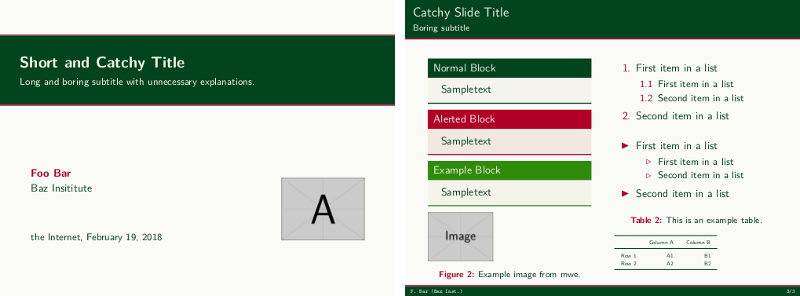 Short and Catchy Title
Long and boring subtitle with unnecessary explanations.
Foo Bar
Baz Insititute
the Internet, February 19, 2018
A
Catchy Slide Title
Boring subtitle
Normal Block
Sampletext
Alerted Block
Sampletext
Example Block
Sampletext
Image
Figure 2: Example image from mwe.
1. First item in a list
1.1 First item in a list
1.2 Second item in a list
2. Second item in a list
▶ First item in a list
▷ First item in a list
▷ Second item in a list
▶ Second item in a list
Table 2: This is an example table.
Column A Column B
Row 1 A1 B1
Row 2 A2 B2
F. Bar (Baz Inst.) 3/3